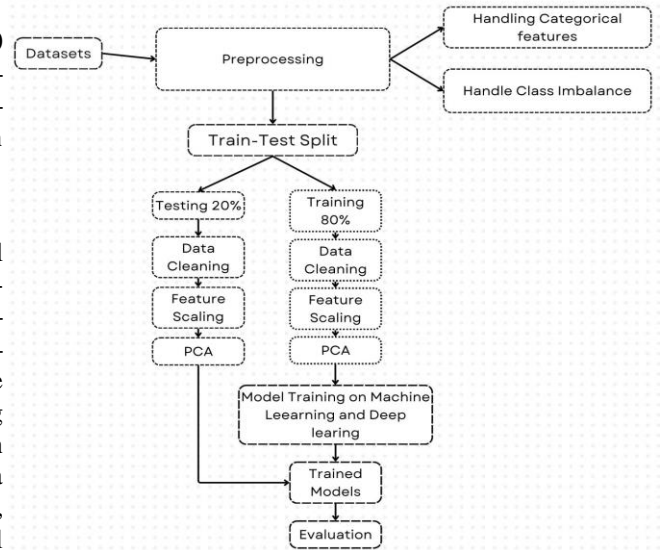 Datasets
Preprocessing
Handling Categorical
features
Handle Class Imbalance
Train-Test Split
Testing 20%
Data
Cleaning
Feature
Scaling
PCA
Training
80%
Data
Cleaning
Feature
Scaling
PCA
Model Training on Machine
Leearning and Deep
learing
Trained
Models
Evaluation